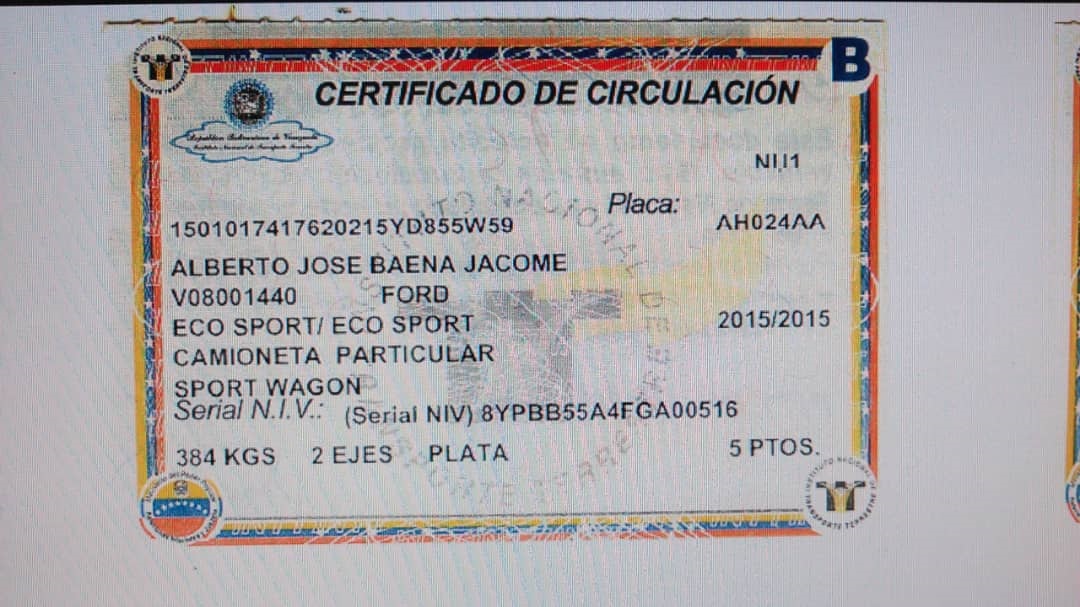 B
CERTIFICADO DE CIRCULACIÓN
República Bolivariana de Venezuela
Instituto Nacional de Transporte Terrestre
Placa:
1501017417620215YD855W59 AH024AA
ALBERTO JOSE BAENA JACOME
V08001440 FORD
ECO SPORT/ ECO SPORT 2015/2015
CAMIONETA PARTICULAR
SPORT WAGON
Serial N.I.V.: (Serial NIV) 8YPBB55A4FGA00516
384 KGS 2 EJES PLATA 5 PTOS.
INSTITUTO NACIONAL DE TRANSPORTE TERRESTRE